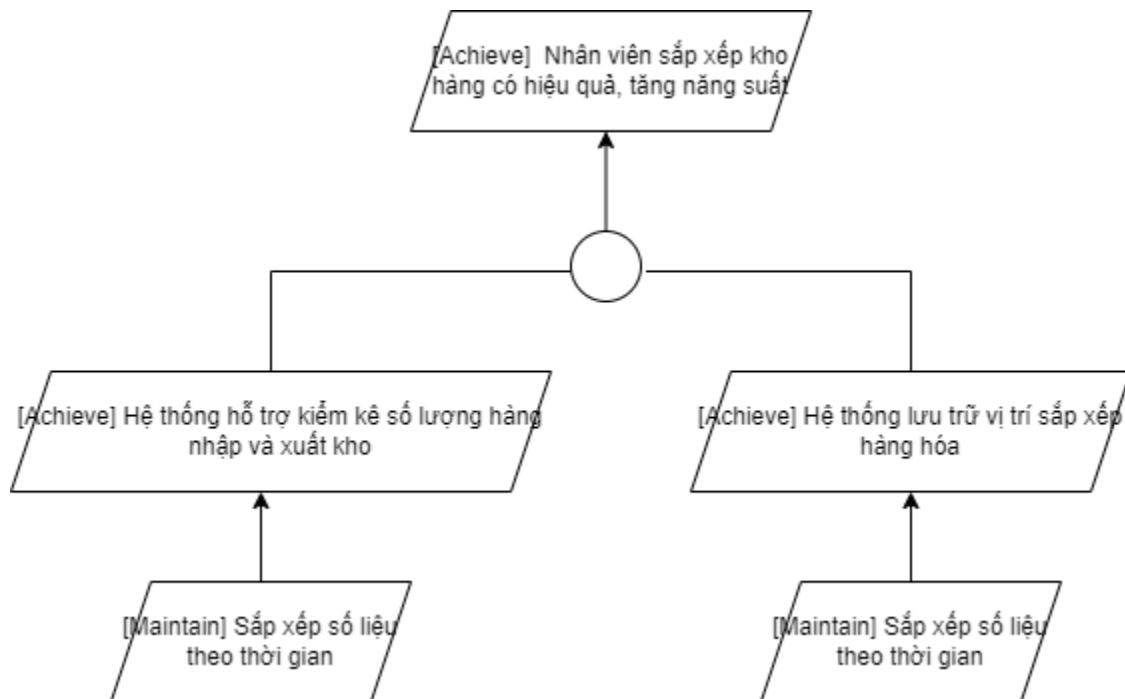 [Achieve] Nhân viên sắp xếp kho
hàng có hiệu quả, tăng năng suất
[Achieve] Hệ thống hỗ trợ kiểm kê số lượng hàng
nhập và xuất kho
[Achieve] Hệ thống lưu trữ vị trí sắp xếp
hàng hóa
[Maintain] Sắp xếp số liệu
theo thời gian
[Maintain] Sắp xếp số liệu
theo thời gian